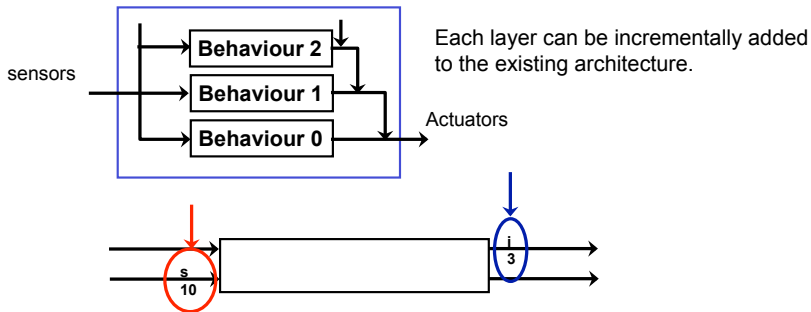 Behaviour 2
Each layer can be incrementally added
to the existing architecture.
sensors
Behaviour 1
Actuators
Behaviour 0
i
3
s
10